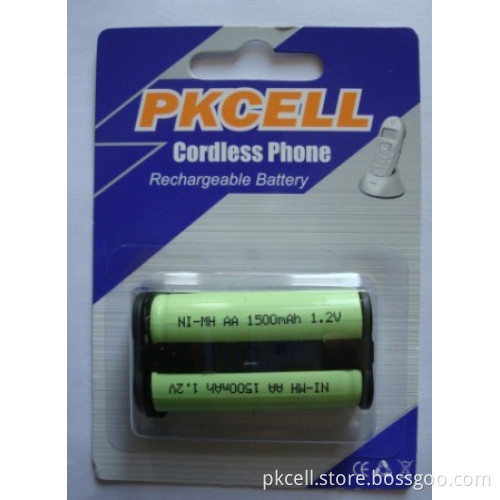 PKCELL
Cordless Phone
Rechargeable Battery
NI-MH AA 1500mAh 1.2V
NI-MH AA 1500mAh 1.2V
CE
pkcell.store.bossgoo.com